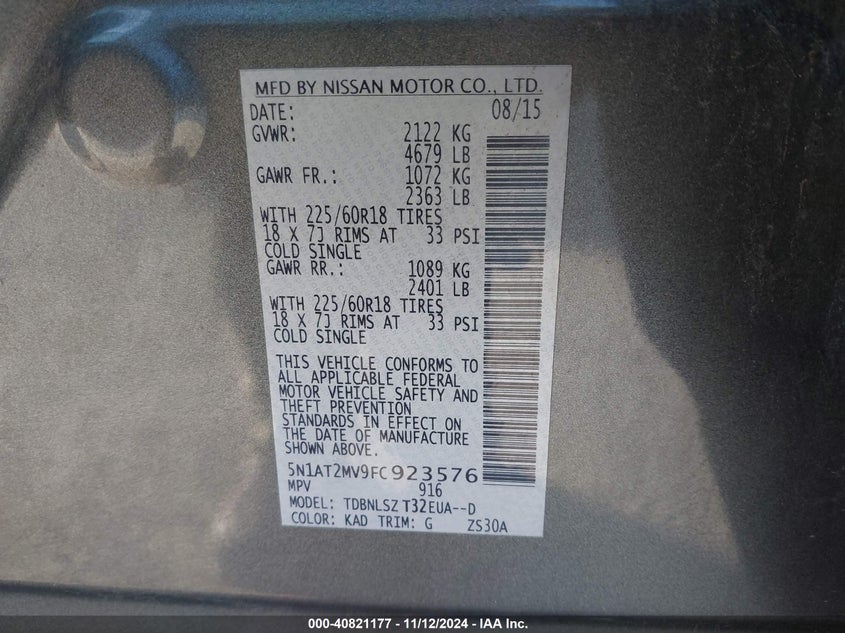 MFD BY NISSAN MOTOR CO., LTD.
DATE: 08/15
GVWR: 2122 KG
4679 LB
GAWR FR.: 1072 KG
2363 LB
WITH 225/60R18 TIRES
18 X 7J RIMS AT 33 PSI
COLD SINGLE
GAWR RR.: 1089 KG
2401 LB
WITH 225/60R18 TIRES
18 X 7J RIMS AT 33 PSI
COLD SINGLE
THIS VEHICLE CONFORMS TO
ALL APPLICABLE FEDERAL
MOTOR VEHICLE SAFETY AND
THEFT PREVENTION
STANDARDS IN EFFECT ON
THE DATE OF MANUFACTURE
SHOWN ABOVE.
5N1AT2MV9FC923576
MPV 916
MODEL: TDBNLSZ T32EUA--D
COLOR: KAD TRIM: G ZS30A
000-40821177 - 11/12/2024 - IAA Inc.